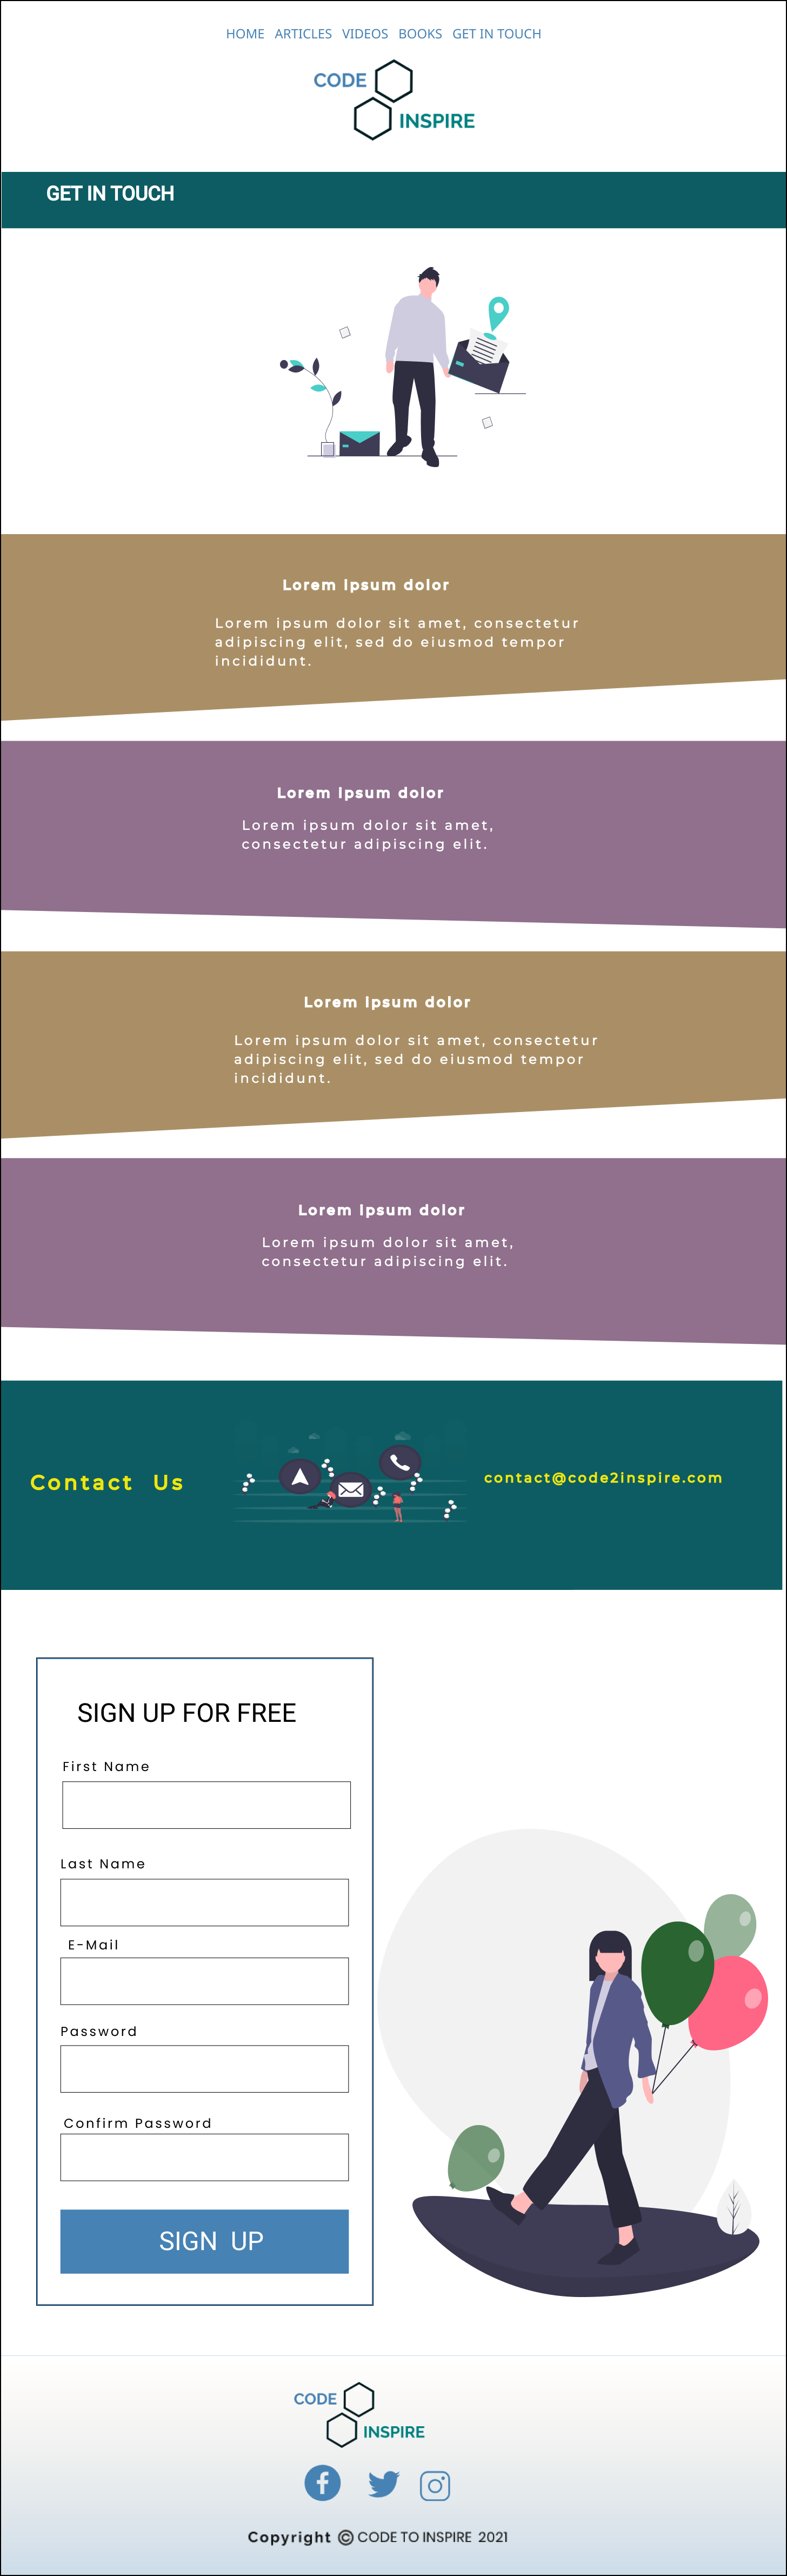 HOME ARTICLES VIDEOS BOOKS GET IN TOUCH
CODE
INSPIRE
GET IN TOUCH
Lorem ipsum dolor
Lorem ipsum dolor sit amet, consectetur
adipiscing elit, sed do eiusmod tempor
incididunt.
Lorem ipsum dolor
Lorem ipsum dolor sit amet,
consectetur adipiscing elit.
Lorem ipsum dolor
Lorem ipsum dolor sit amet, consectetur
adipiscing elit, sed do eiusmod tempor
incididunt.
Lorem ipsum dolor
Lorem ipsum dolor sit amet,
consectetur adipiscing elit.
Contact Us
contact@code2inspire.com
SIGN UP FOR FREE
First Name
Last Name
E-Mail
Password
Confirm Password
SIGN UP
CODE
INSPIRE
Copyright © CODE TO INSPIRE 2021